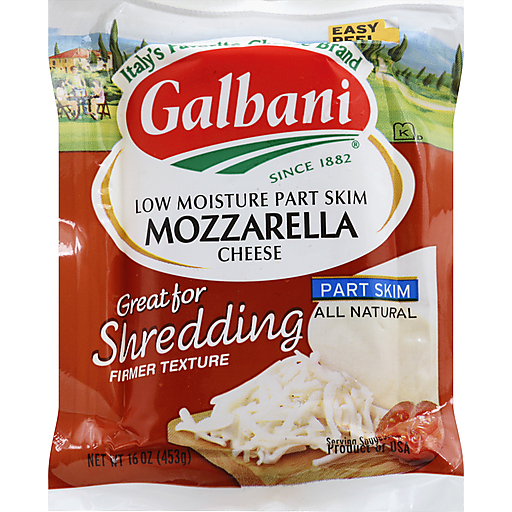 EASY
PEEL
Italy's Favorite Cheese Brand
Galbani
®
SINCE 1882
K D
LOW MOISTURE PART SKIM
MOZZARELLA
CHEESE
PART SKIM
ALL NATURAL
Great for
Shredding
FIRMER TEXTURE
Serving
Product of USA
NET WT 16 OZ (453g)